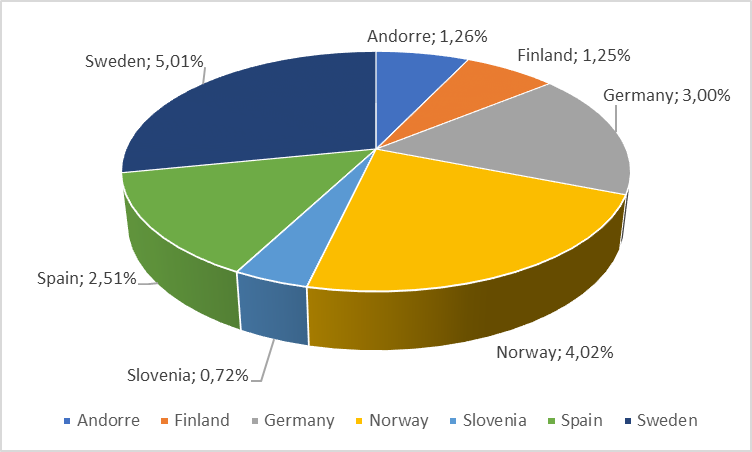 Andorre; 1,26%
Sweden; 5,01%
Finland; 1,25%
Germany; 3,00%
Spain; 2,51%
Norway; 4,02%
Slovenia; 0,72%
Andorre Finland Germany Norway Slovenia Spain Sweden